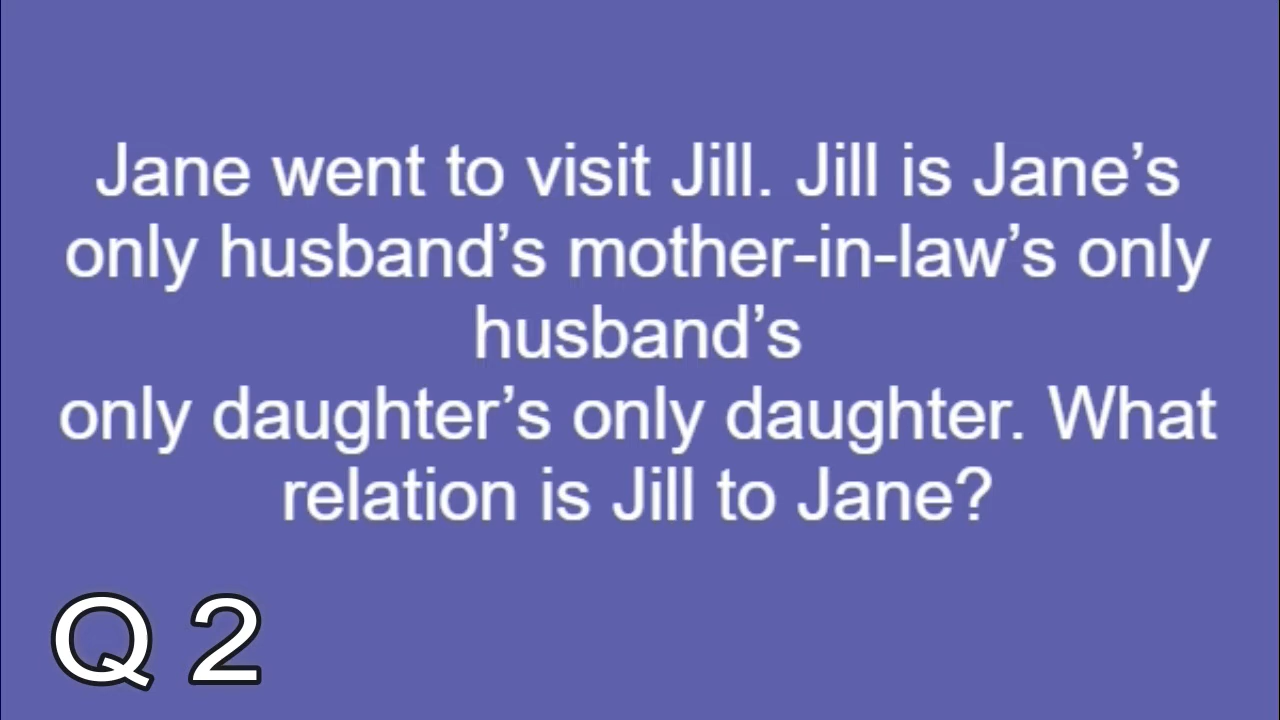 Jane went to visit Jill. Jill is Jane’s
only husband’s mother-in-law’s only
husband’s
only daughter’s only daughter. What
relation is Jill to Jane?
Q 2